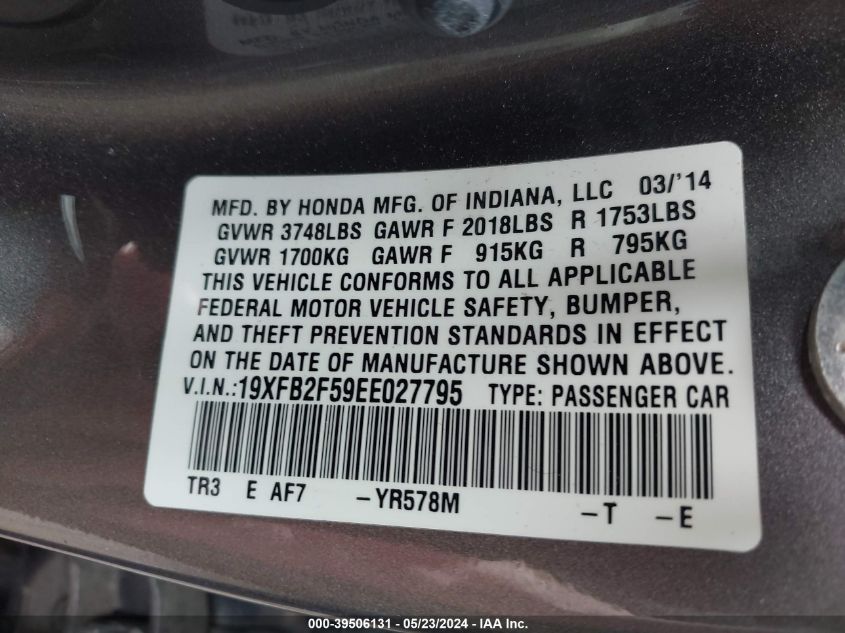 MFD. BY HONDA MFG. OF INDIANA, LLC 03/'14
GVWR 3748LBS GAWR F 2018LBS R 1753LBS
GVWR 1700KG GAWR F 915KG R 795KG
THIS VEHICLE CONFORMS TO ALL APPLICABLE
FEDERAL MOTOR VEHICLE SAFETY, BUMPER,
AND THEFT PREVENTION STANDARDS IN EFFECT
ON THE DATE OF MANUFACTURE SHOWN ABOVE.
V.I.N.:19XFB2F59EE027795 TYPE: PASSENGER CAR
TR3 E AF7 -YR578M -T -E
000-39506131 - 05/23/2024 - IAA Inc.